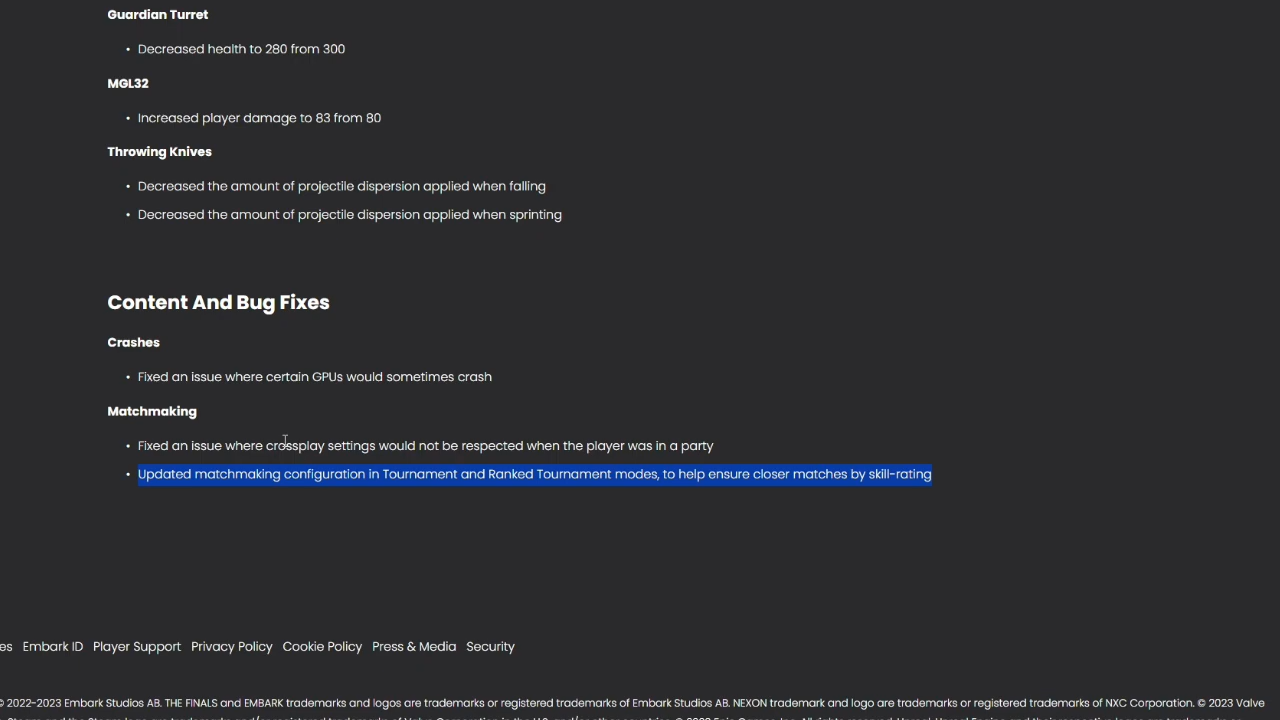 Guardian Turret
• Decreased health to 280 from 300
MGL32
• Increased player damage to 83 from 80
Throwing Knives
• Decreased the amount of projectile dispersion applied when falling
• Decreased the amount of projectile dispersion applied when sprinting
Content And Bug Fixes
Crashes
• Fixed an issue where certain GPUs would sometimes crash
Matchmaking
• Fixed an issue where crossplay settings would not be respected when the player was in a party
• Updated matchmaking configuration in Tournament and Ranked Tournament modes, to help ensure closer matches by skill-rating
es Embark ID Player Support Privacy Policy Cookie Policy Press & Media Security
© 2022-2023 Embark Studios AB. THE FINALS and EMBARK trademarks and logos are trademarks or registered trademarks of Embark Studios AB. NEXON trademark and logo are trademarks or registered trademarks of NXC Corporation. © 2023 Valve